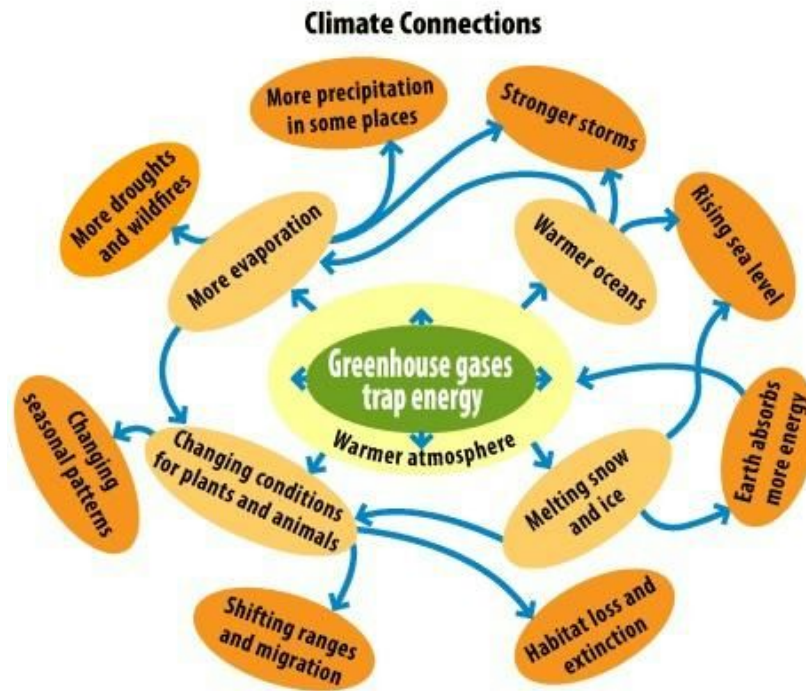 Climate Connections
More precipitation
in some places
Stronger storms
More droughts
and wildfires
More evaporation
Warmer oceans
Rising sea level
Greenhouse gases
trap energy
Warmer atmosphere
Changing
seasonal patterns
Changing conditions
for plants and animals
Melting snow
and ice
Earth absorbs
more energy
Shifting ranges
and migration
Habitat loss and
extinction